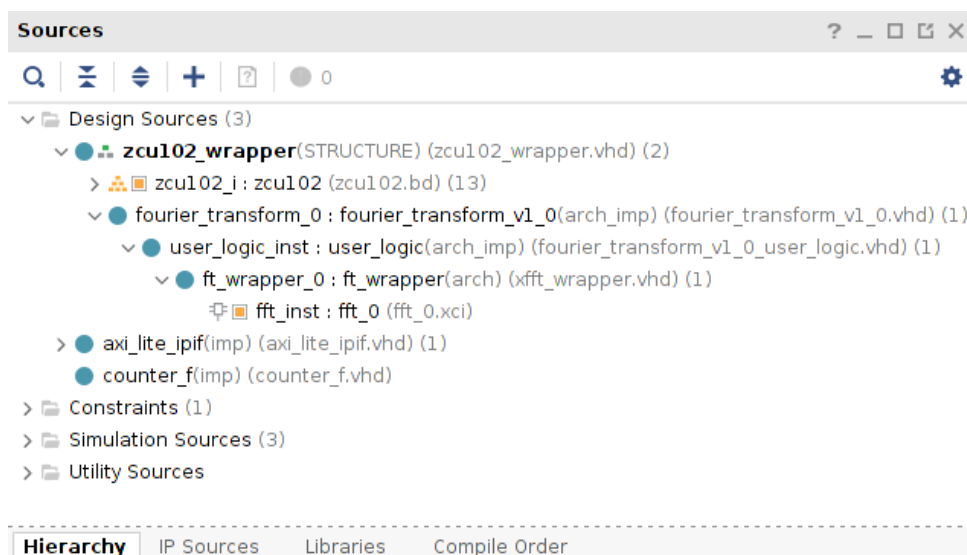 Sources
? 0
Design Sources (3)
zcu102_wrapper(STRUCTURE) (zcu102_wrapper.vhd) (2)
zcu102_i : zcu102 (zcu102.bd) (13)
fourier_transform_0 : fourier_transform_v1_0(arch_imp) (fourier_transform_v1_0.vhd) (1)
user_logic_inst : user_logic(arch_imp) (fourier_transform_v1_0_user_logic.vhd) (1)
ft_wrapper_0 : ft_wrapper(arch) (xfft_wrapper.vhd) (1)
fft_inst : fft_0 (fft_0.xci)
axi_lite_ipif(imp) (axi_lite_ipif.vhd) (1)
counter_f(imp) (counter_f.vhd)
Constraints (1)
Simulation Sources (3)
Utility Sources
Hierarchy IP Sources Libraries Compile Order